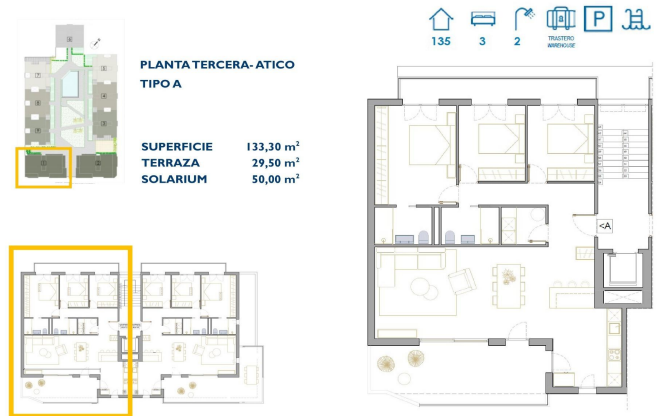 135
3
2
TRASTERO
WAREHOUSE
P
PLANTA TERCERA- ATICO
TIPO A
SUPERFICIE 133,30 m²
TERRAZA 29,50 m²
SOLARIUM 50,00 m²
<A